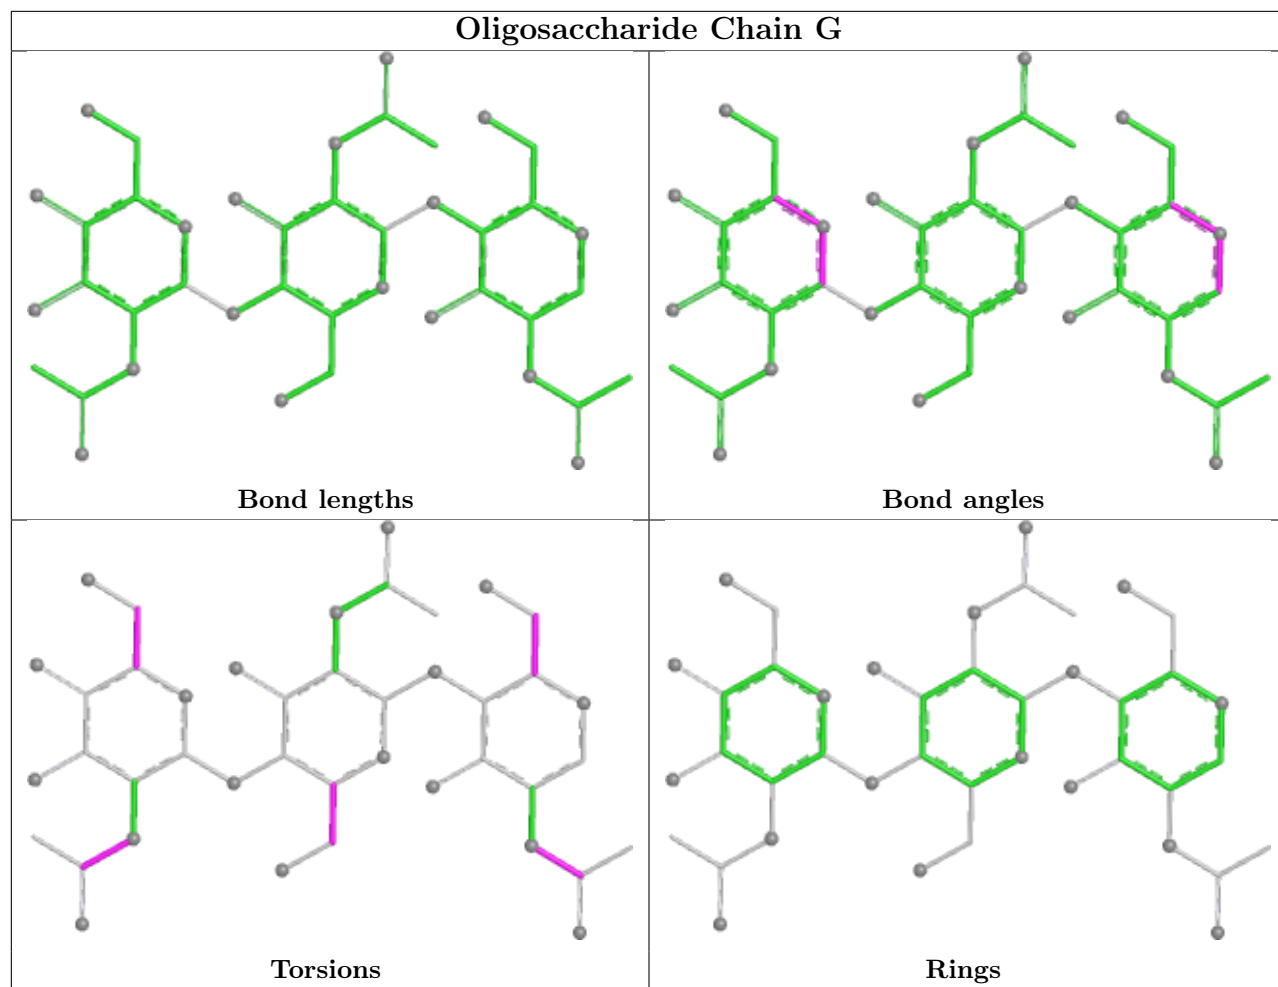 Oligosaccharide Chain G
Bond lengths
Bond angles
Torsions
Rings